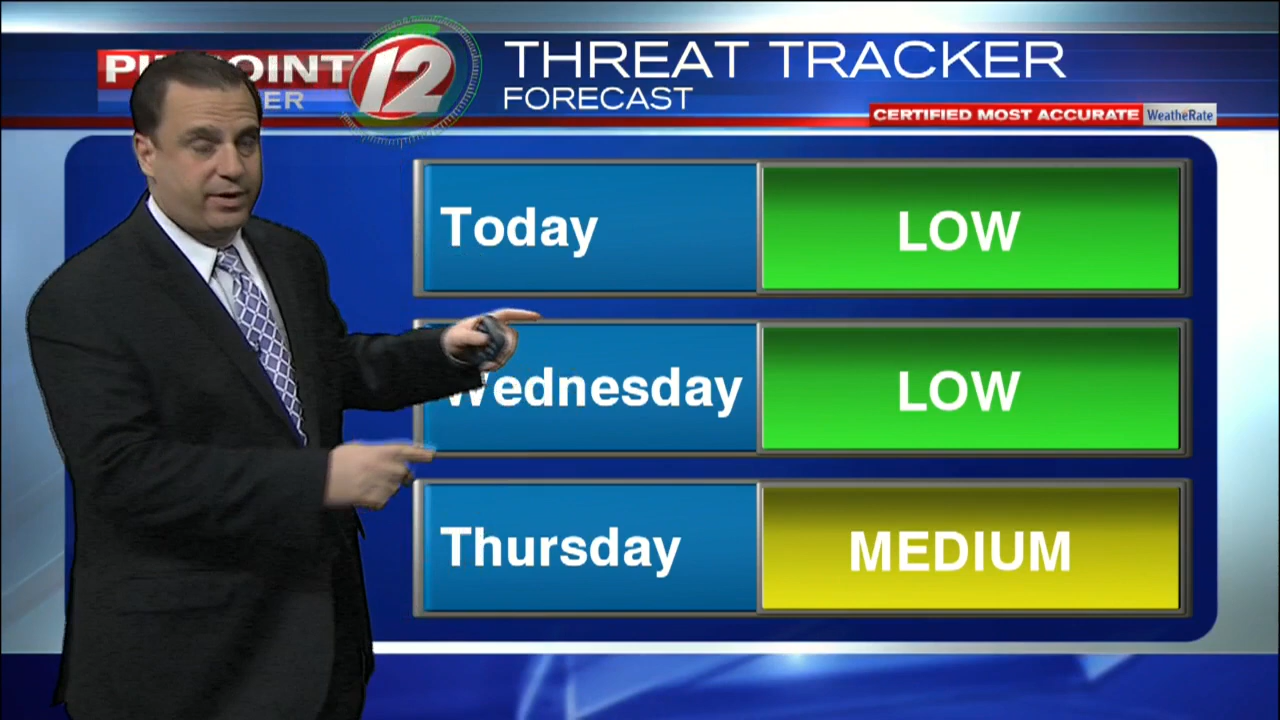 THREAT TRACKER
FORECAST
12
CERTIFIED MOST ACCURATE WeatheRate
Today LOW
Wednesday LOW
Thursday MEDIUM